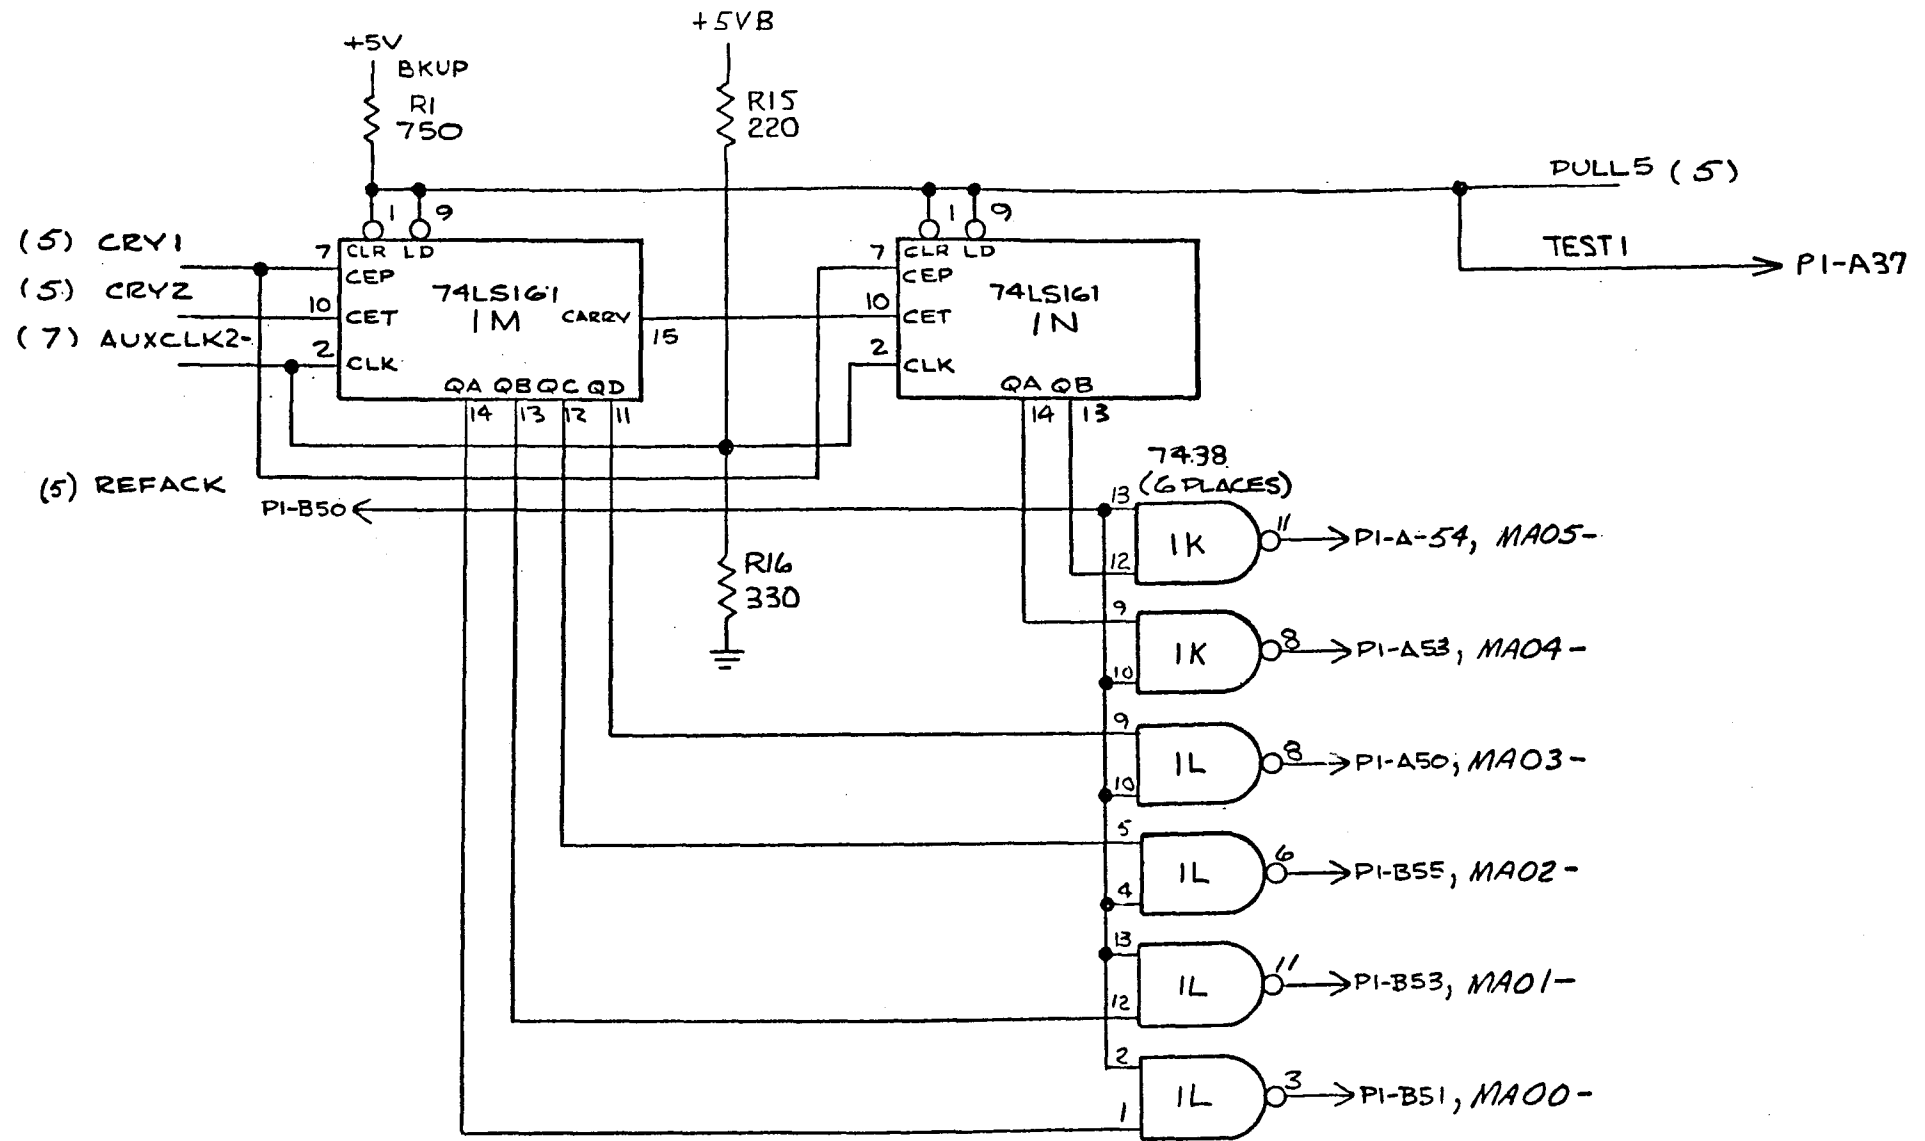 +5VB
+5V
BKUP
R1
750
R15
220
PULL5 (5)
TEST1
P1-A37
(5) CRY1
(5) CRY2
(7) AUXCLK2-
7
10
2
1
9
CLR LD
CEP
CET
CLK
74LS161
1M
CARRY
15
QA QB QC QD
14
13
12
11
1
9
7
10
2
CLR LD
CEP
CET
CLK
74LS161
1N
QA QB
14
13
(5) REFACK
P1-B50
R16
330
7438
(6 PLACES)
13
12
1K
11
P1-A-54, MA05-
9
10
1K
8
P1-A53, MA04-
9
10
1L
8
P1-A50, MA03-
5
4
1L
6
P1-B55, MA02-
13
12
1L
11
P1-B53, MA01-
2
1
1L
3
P1-B51, MA00-